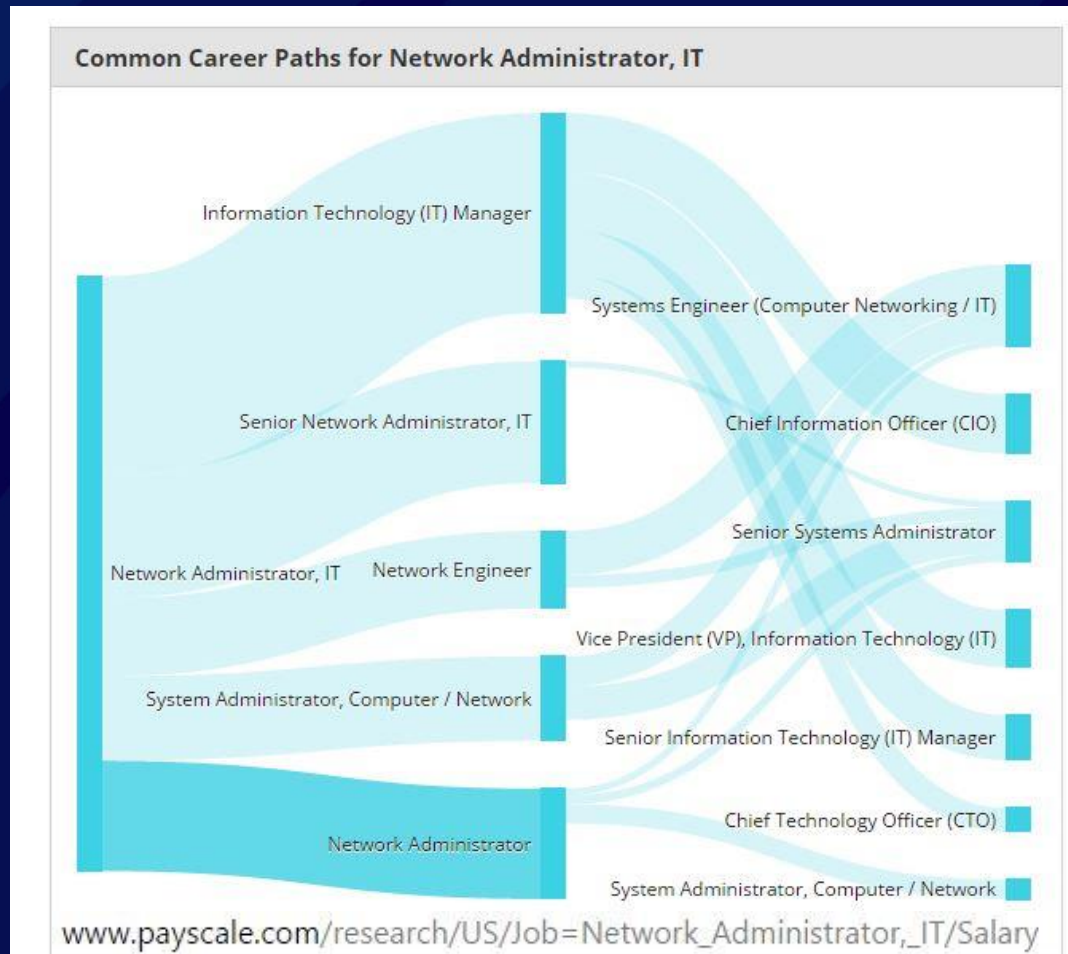 Common Career Paths for Network Administrator, IT
Information Technology (IT) Manager
Senior Network Administrator, IT
Network Administrator, IT
Network Engineer
System Administrator, Computer / Network
Network Administrator
Systems Engineer (Computer Networking / IT)
Chief Information Officer (CIO)
Senior Systems Administrator
Vice President (VP), Information Technology (IT)
Senior Information Technology (IT) Manager
Chief Technology Officer (CTO)
System Administrator, Computer / Network
www.payscale.com/research/US/Job=Network_Administrator,_IT/Salary